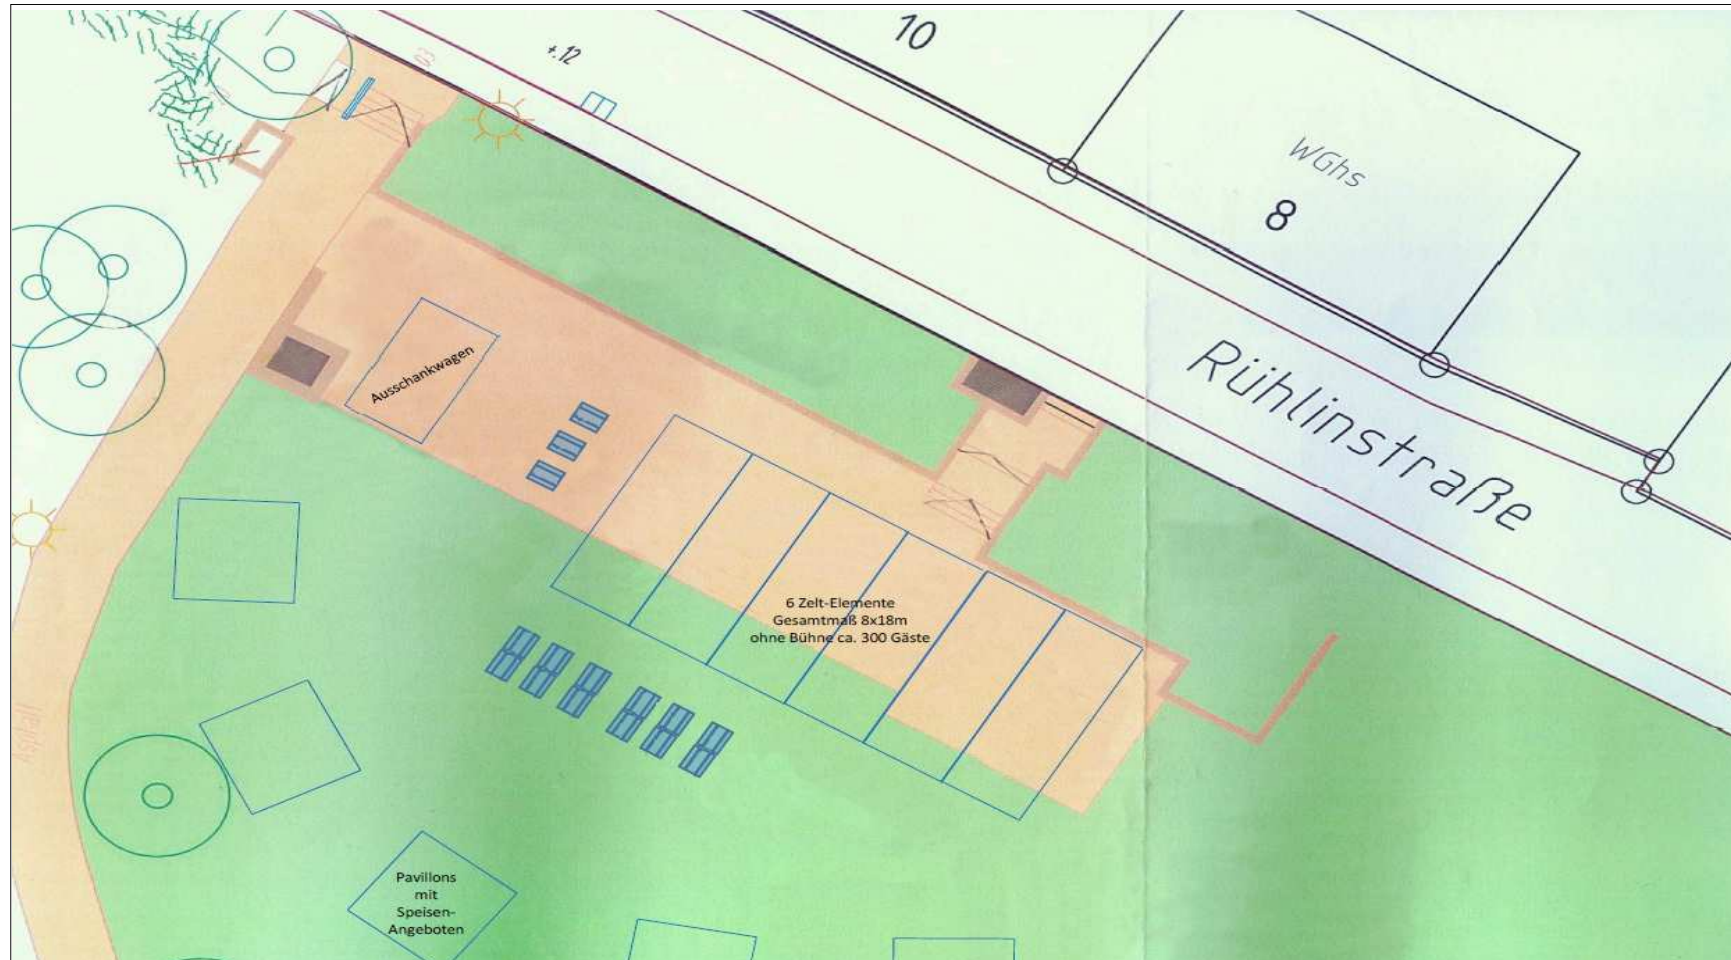 10
+.12
WGhs
8
Rühlinstraße
Ausschankwagen
6 Zelt-Elemente
Gesamtmaß 8x18m
ohne Bühne ca. 300 Gäste
Pavillons
mit
Speisen-
Angeboten